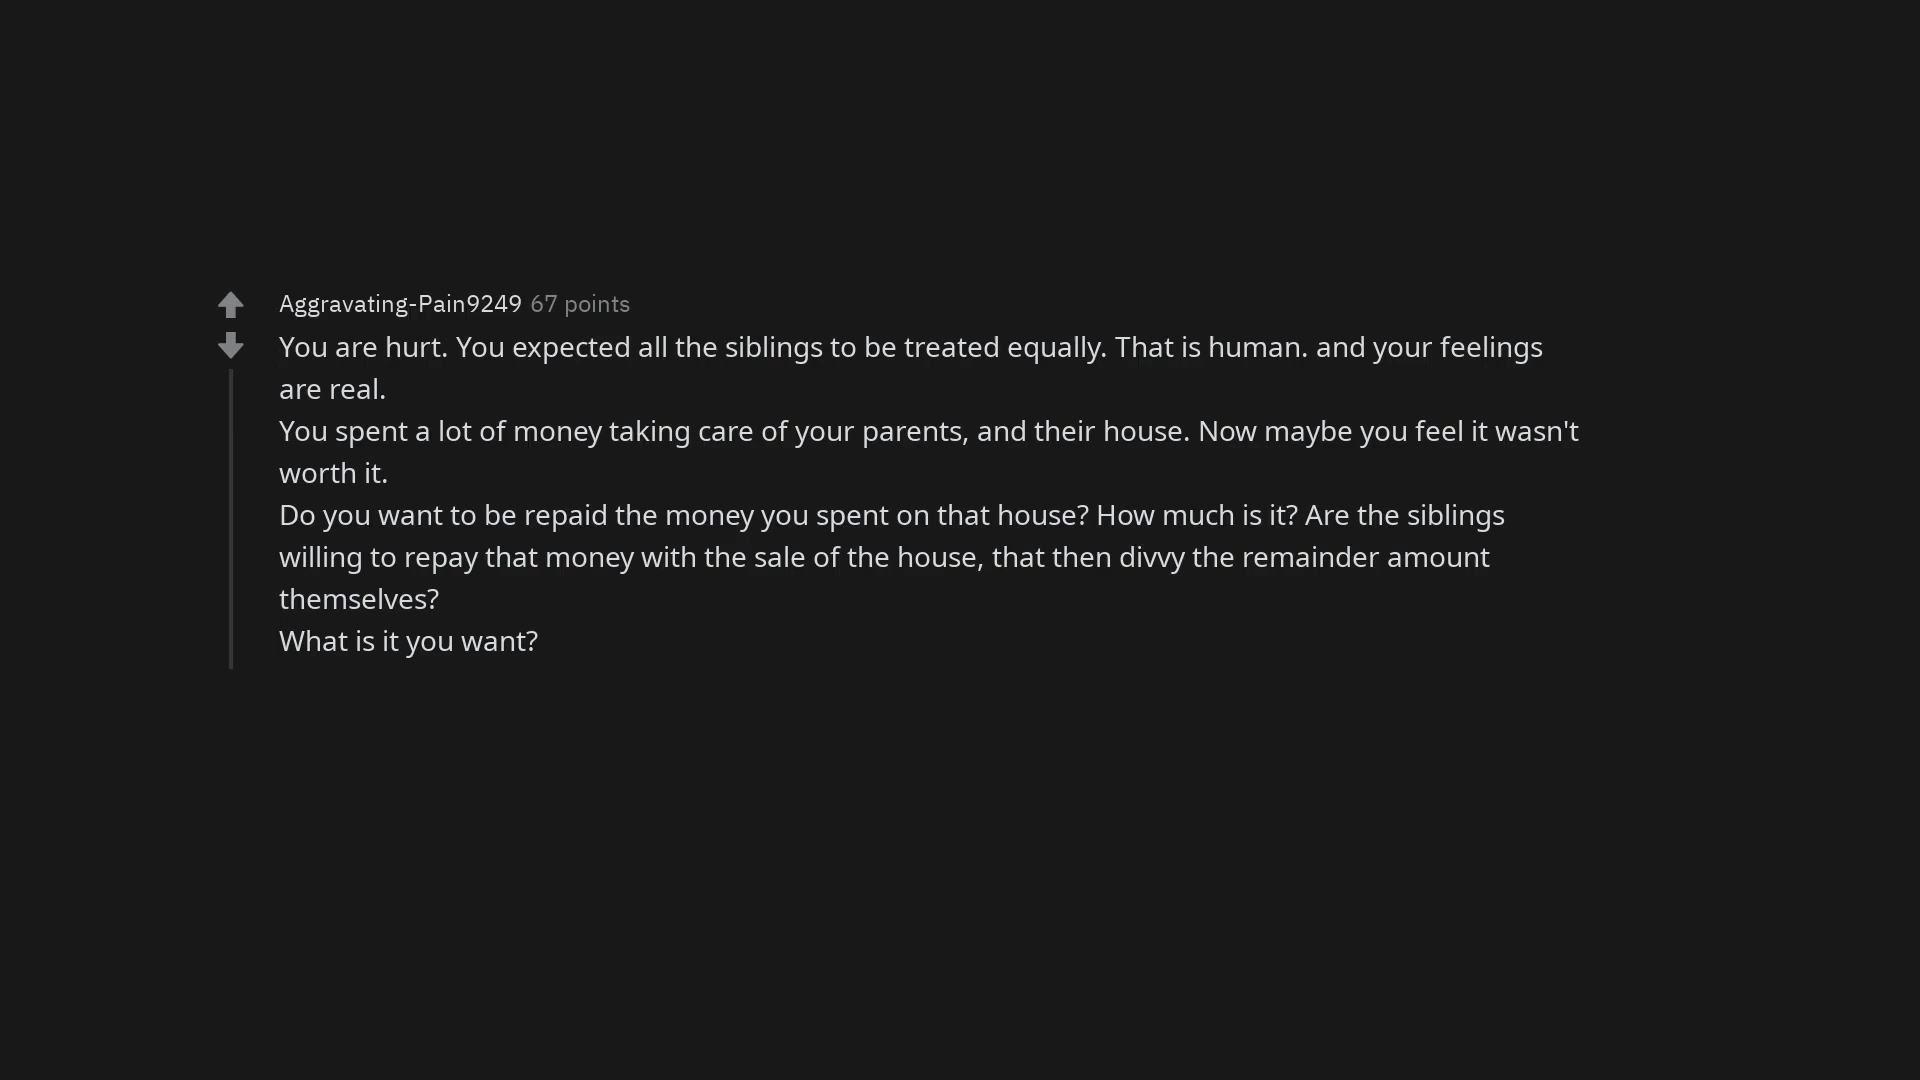 Aggravating-Pain9249 67 points
You are hurt. You expected all the siblings to be treated equally. That is human. and your feelings
are real.
You spent a lot of money taking care of your parents, and their house. Now maybe you feel it wasn't
worth it.
Do you want to be repaid the money you spent on that house? How much is it? Are the siblings
willing to repay that money with the sale of the house, that then divvy the remainder amount
themselves?
What is it you want?